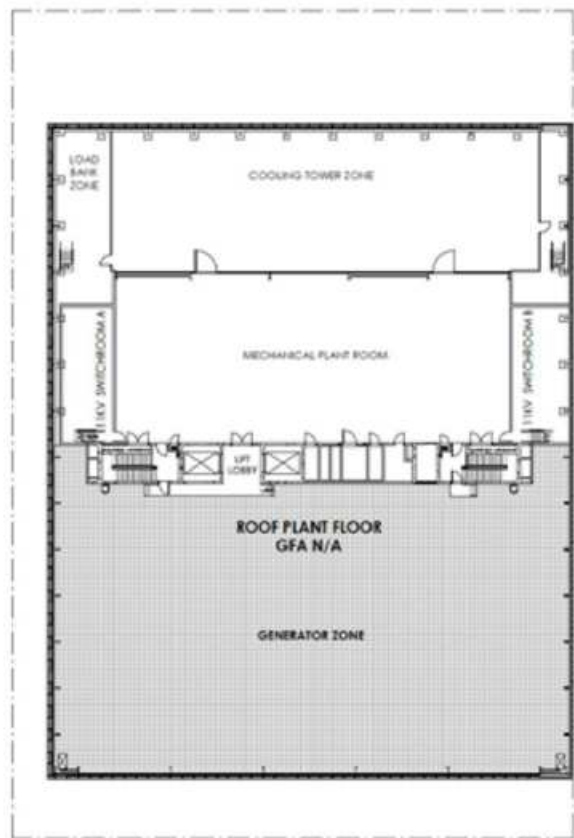 LOAD
BANK
ZONE
COOLING TOWER ZONE
11KV SWITCHROOM A
MECHANICAL PLANT ROOM
11KV SWITCHROOM B
LIFT
LOBBY
ROOF PLANT FLOOR
GFA N/A
GENERATOR ZONE